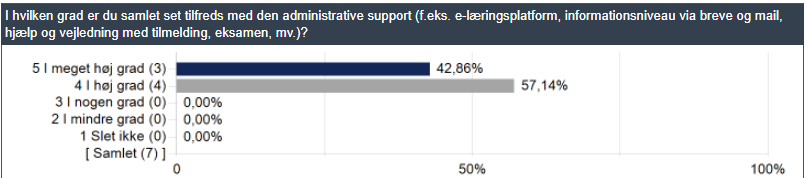 I hvilken grad er du samlet set tilfreds med den administrative support (f.eks. e-læringsplatform, informationsniveau via breve og mail,
hjælp og vejledning med tilmelding, eksamen, mv.)?
5 I meget høj grad (3) 42,86%
4 I høj grad (4) 57,14%
3 I nogen grad (0) 0,00%
2 I mindre grad (0) 0,00%
1 Slet ikke (0) 0,00%
[ Samlet (7) ]
0 50% 100%